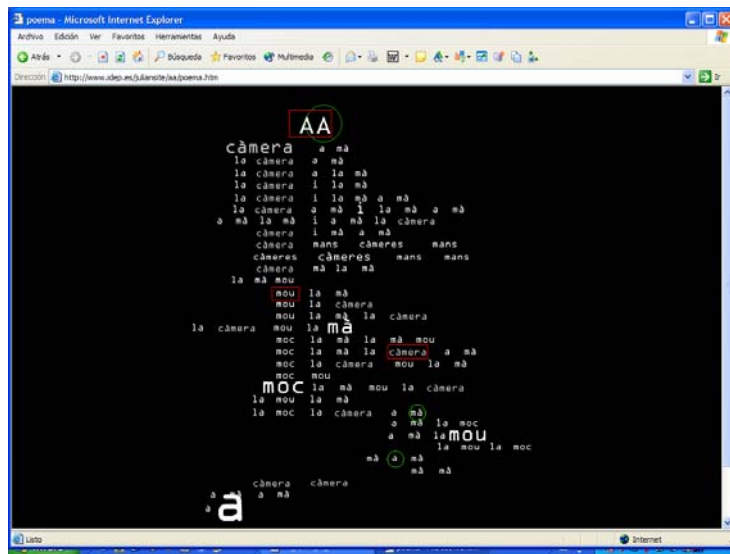 poema - Microsoft Internet Explorer
Archivo Edición Ver Favoritos Herramientas Ayuda
Atrás Búsqueda Favoritos Multimedia
Dirección http://www.idep.es/juliansite/aa/poema.htm Ir
AA
càmera a mà
la càmera a mà
la càmera a la mà
la càmera i la mà
la càmera i la mà a mà
la càmera a mà i la mà a mà
a mà la mà i a mà la càmera
càmera i mà a mà
càmera mans càmeres mans
càmeres càmeres mans mans
càmera mà la mà
la mà mou
mou la mà
mou la càmera
mou la mà la càmera
la càmera mou la mà
moc la mà la mà mou
moc la mà la càmera a mà
moc la càmera mou la mà
moc mou
moc la mà mou la càmera
la mou la mà
la moc la càmera a mà
a mà la moc
a mà la mou
la mou la moc
mà a mà
mà mà
càmera càmera
a mà a mà
a a
Listo Internet